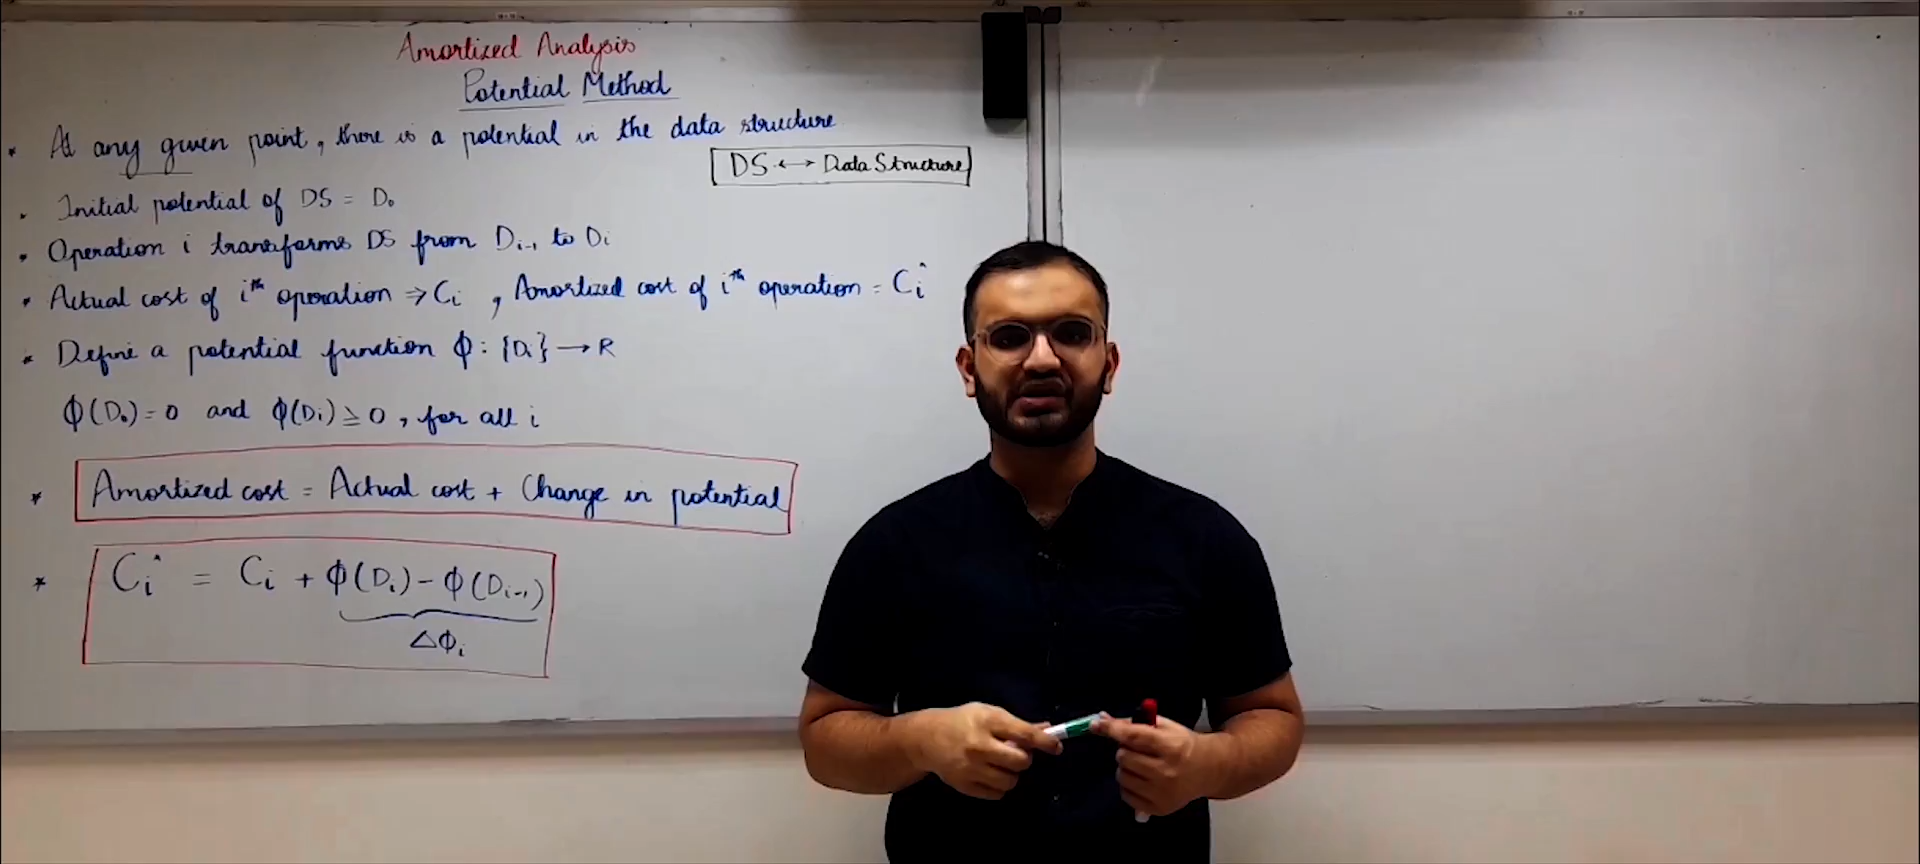 Amortized Analysis
Potential Method
* At any given point, there is a potential in the data structure
DS ↔ Data Structure
* Initial potential of DS = D₀
* Operation i transforms DS from Dᵢ₋₁ to Dᵢ
* Actual cost of iᵗʰ operation ⇒ Cᵢ , Amortized cost of iᵗʰ operation = Cᵢ^
* Define a potential function ϕ : {Dᵢ} → R
ϕ(D₀) = 0 and ϕ(Dᵢ) ≥ 0 , for all i
* Amortized cost = Actual cost + Change in potential
* Cᵢ^ = Cᵢ + ϕ(Dᵢ) - ϕ(Dᵢ₋₁)
Δϕᵢ